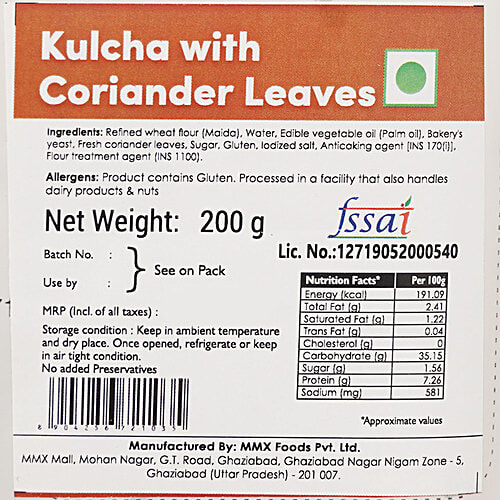 Kulcha with
Coriander Leaves
Ingredients: Refined wheat flour (Maida), Water, Edible vegetable oil (Palm oil), Bakery's
yeast, Fresh coriander leaves, Sugar, Gluten, Iodized salt, Anticaking agent [INS 170(i)],
Flour treatment agent (INS 1100).
Allergens: Product contains Gluten. Processed in a facility that also handles
dairy products & nuts
Net Weight: 200 g
fssai
Lic. No.:12719052000540
Batch No. :
Use by :
See on Pack
MRP (Incl. of all taxes) :
Storage condition : Keep in ambient temperature
and dry place. Once opened, refrigerate or keep
in air tight condition.
No added Preservatives
Nutrition Facts* Per 100g
Energy (kcal) 191.09
Total Fat (g) 2.41
Saturated Fat (g) 1.22
Trans Fat (g) 0.04
Cholesterol (g) 0
Carbohydrate (g) 35.15
Sugar (g) 1.56
Protein (g) 7.26
Sodium (mg) 581
*Approximate values
8 904256 721035
Manufactured By: MMX Foods Pvt. Ltd.
MMX Mall, Mohan Nagar, G.T. Road, Ghaziabad, Ghaziabad Nagar Nigam Zone - 5,
Ghaziabad (Uttar Pradesh) - 201 007.